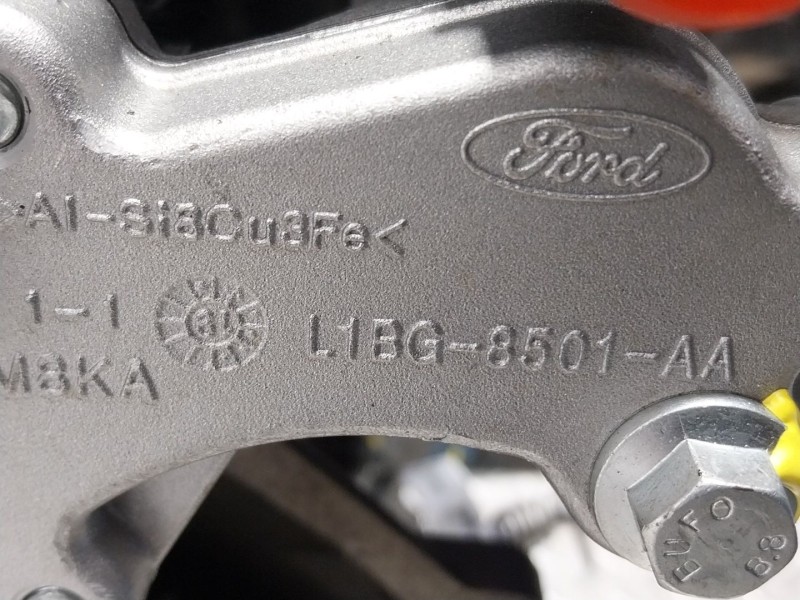 Ford
Al-Si8Cu3Fe<
1-1
L1BG-8501-AA
M8KA
8.8